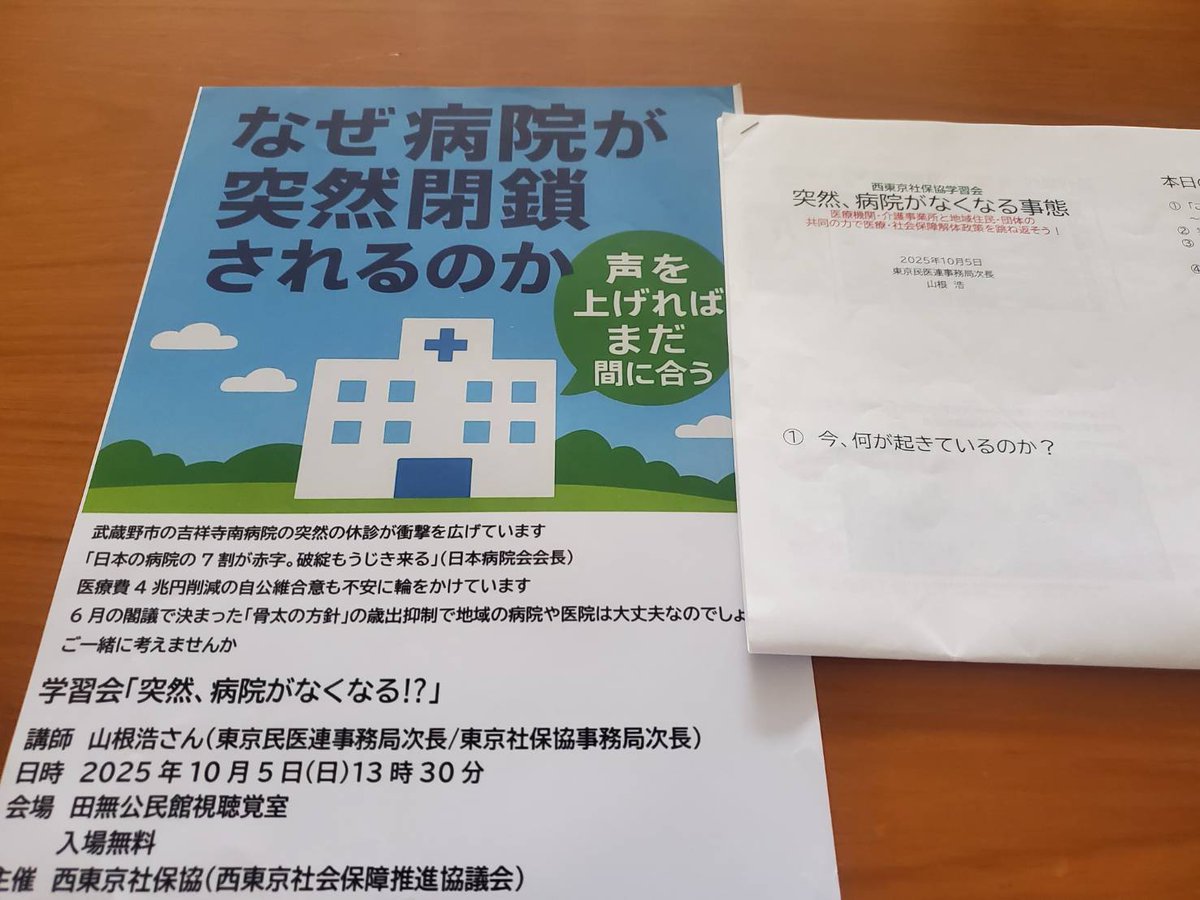 なぜ病院が
突然閉鎖
されるのか
声を
上げれば
まだ
間に合う
武蔵野市の吉祥寺南病院の突然の休診が衝撃を広げています
「日本の病院の7割が赤字。破綻もうじき来る」(日本病院会会長)
医療費4兆円削減の自公維合意も不安に輪をかけています
6月の閣議で決まった「骨太の方針」の歳出抑制で地域の病院や医院は大丈夫なのでしょ
ご一緒に考えませんか
学習会「突然、病院がなくなる!?」
講師 山根浩さん(東京民医連事務局次長/東京社保協事務局次長)
日時 2025年10月5日(日)13時30分
会場 田無公民館視聴覚室
入場無料
主催 西東京社保協(西東京社会保障推進協議会)
西東京社保協学習会
突然、病院がなくなる事態
医療機関・介護事業所と地域住民・団体の
共同の力で医療・社会保障解体政策を跳ね返そう!
2025年10月5日
東京民医連事務局次長
山根 浩
① 今、何が起きているのか?
本日の
①「こ
②
③
④